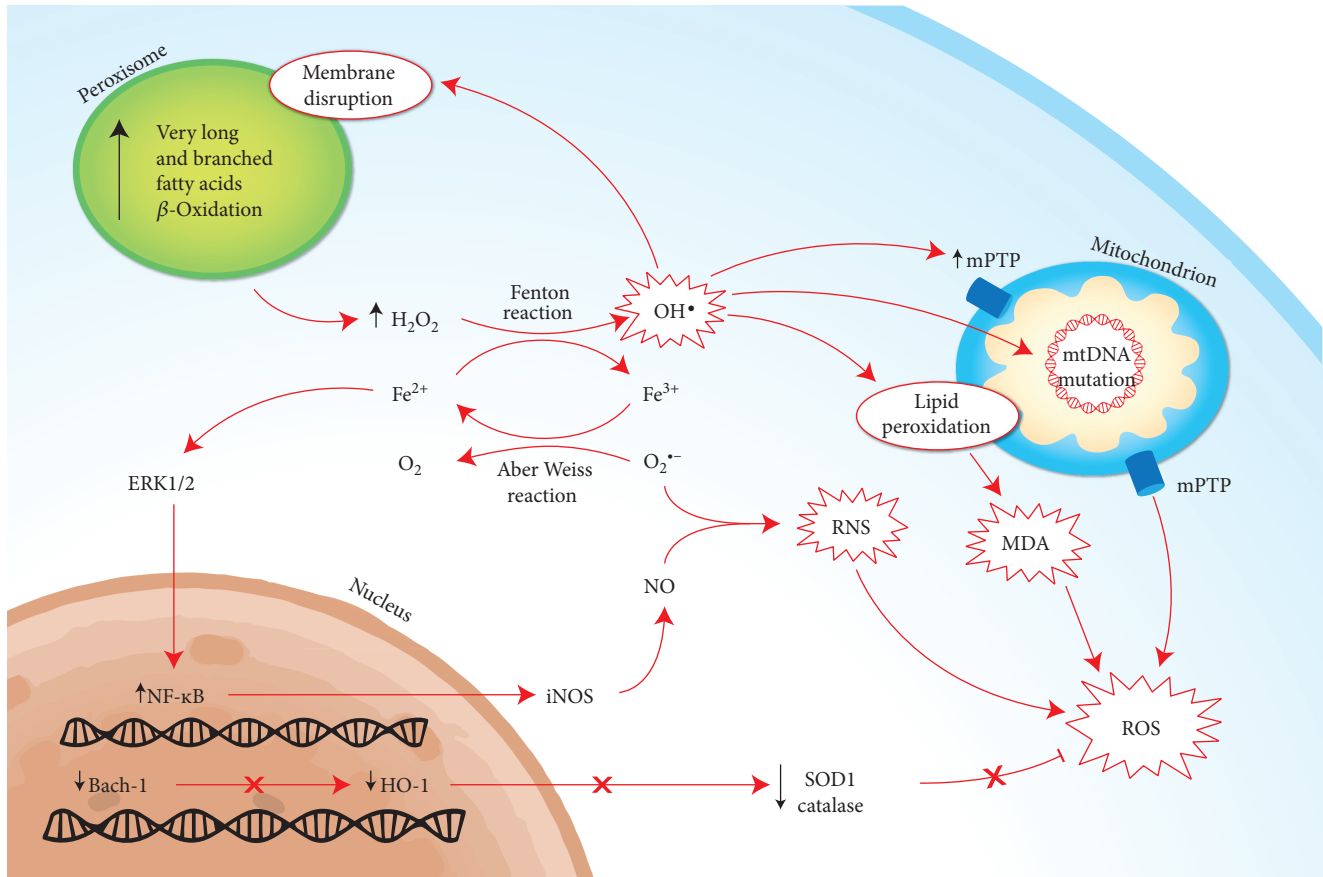 Peroxisome
Membrane
disruption
Very long
and branched
fatty acids
β-Oxidation
Mitochondrion
mPTP
H₂O₂
Fenton
reaction
OH•
mtDNA
mutation
Fe²⁺
Fe³⁺
Lipid
peroxidation
O₂
Aber Weiss
reaction
O₂•⁻
ERK1/2
mPTP
RNS
MDA
Nucleus
NO
NF-κB
iNOS
ROS
Bach-1
HO-1
SOD1
catalase